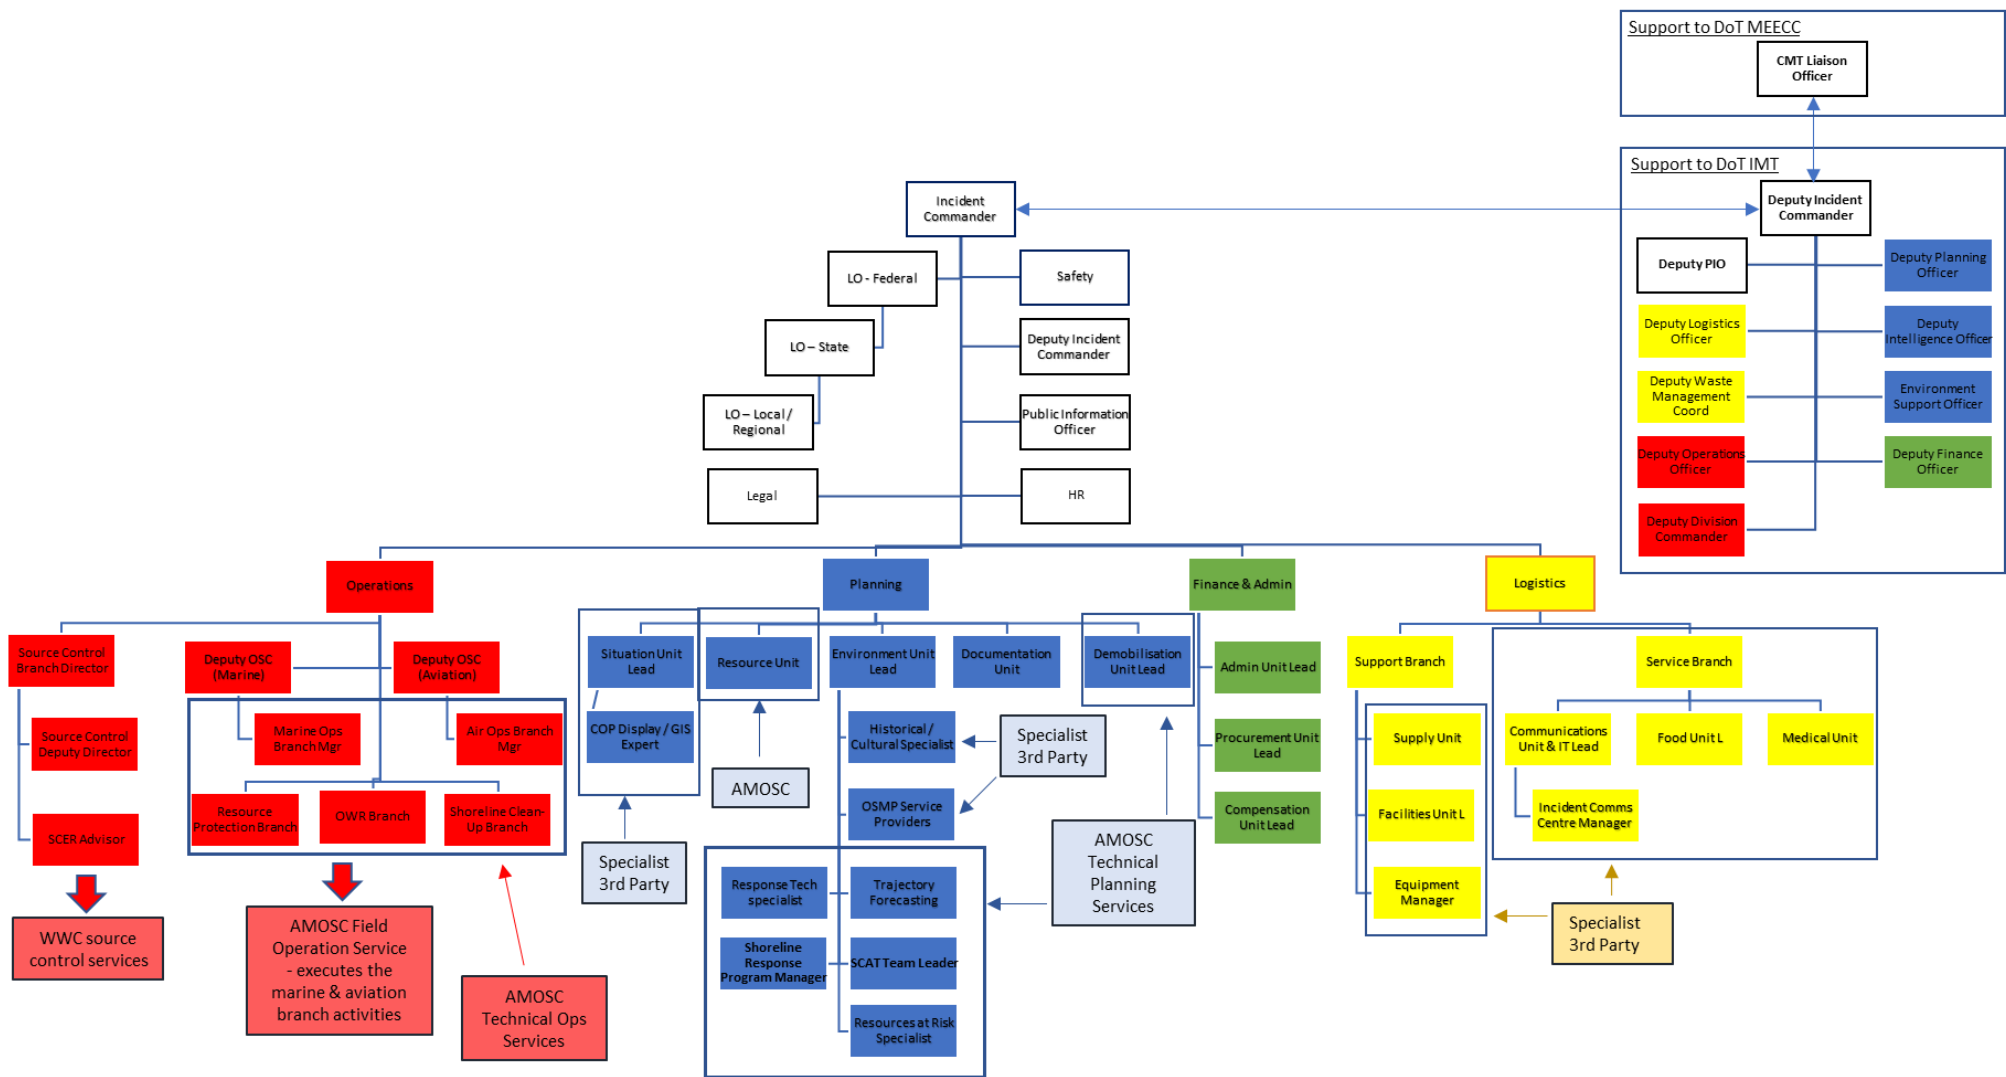 Support to DoT MEECC
CMT Liaison
Officer
Support to DoT IMT
Incident
Commander
Deputy Incident
Commander
LO - Federal
Safety
Deputy PIO
Deputy Planning
Officer
LO – State
Deputy Incident
Commander
Deputy Logistics
Officer
Deputy
Intelligence Officer
LO – Local /
Regional
Public Information
Officer
Deputy Waste
Management
Coord
Environment
Support Officer
Legal
HR
Deputy Operations
Officer
Deputy Finance
Officer
Deputy Division
Commander
Operations
Planning
Finance & Admin
Logistics
Source Control
Branch Director
Deputy OSC
(Marine)
Deputy OSC
(Aviation)
Situation Unit
Lead
Resource Unit
Environment Unit
Lead
Documentation
Unit
Demobilisation
Unit Lead
Admin Unit Lead
Support Branch
Service Branch
Source Control
Deputy Director
Marine Ops
Branch Mgr
Air Ops Branch
Mgr
COP Display / GIS
Expert
AMOSC
Historical /
Cultural Specialist
Specialist
3rd Party
Procurement Unit
Lead
Supply Unit
Communications
Unit & IT Lead
Food Unit L
Medical Unit
SCER Advisor
Resource
Protection Branch
OWR Branch
Shoreline Clean-
Up Branch
Specialist
3rd Party
OSMP Service
Providers
AMOSC
Technical
Planning
Services
Compensation
Unit Lead
Facilities Unit L
Incident Comms
Centre Manager
Response Tech
specialist
Trajectory
Forecasting
Equipment
Manager
WWC source
control services
AMOSC Field
Operation Service
- executes the
marine & aviation
branch activities
AMOSC
Technical Ops
Services
Shoreline
Response
Program Manager
SCAT Team Leader
Specialist
3rd Party
Resources at Risk
Specialist